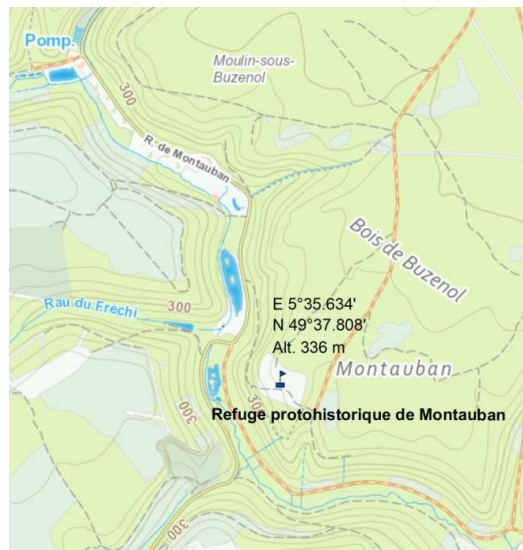 Pomp.
Moulin-sous-
Buzenol
300
R. de Montauban
Bois de Buzenol
E 5°35.634'
N 49°37.808'
Alt. 336 m
Rau du Fréchi
300
Montauban
300
Refuge protohistorique de Montauban
300
300